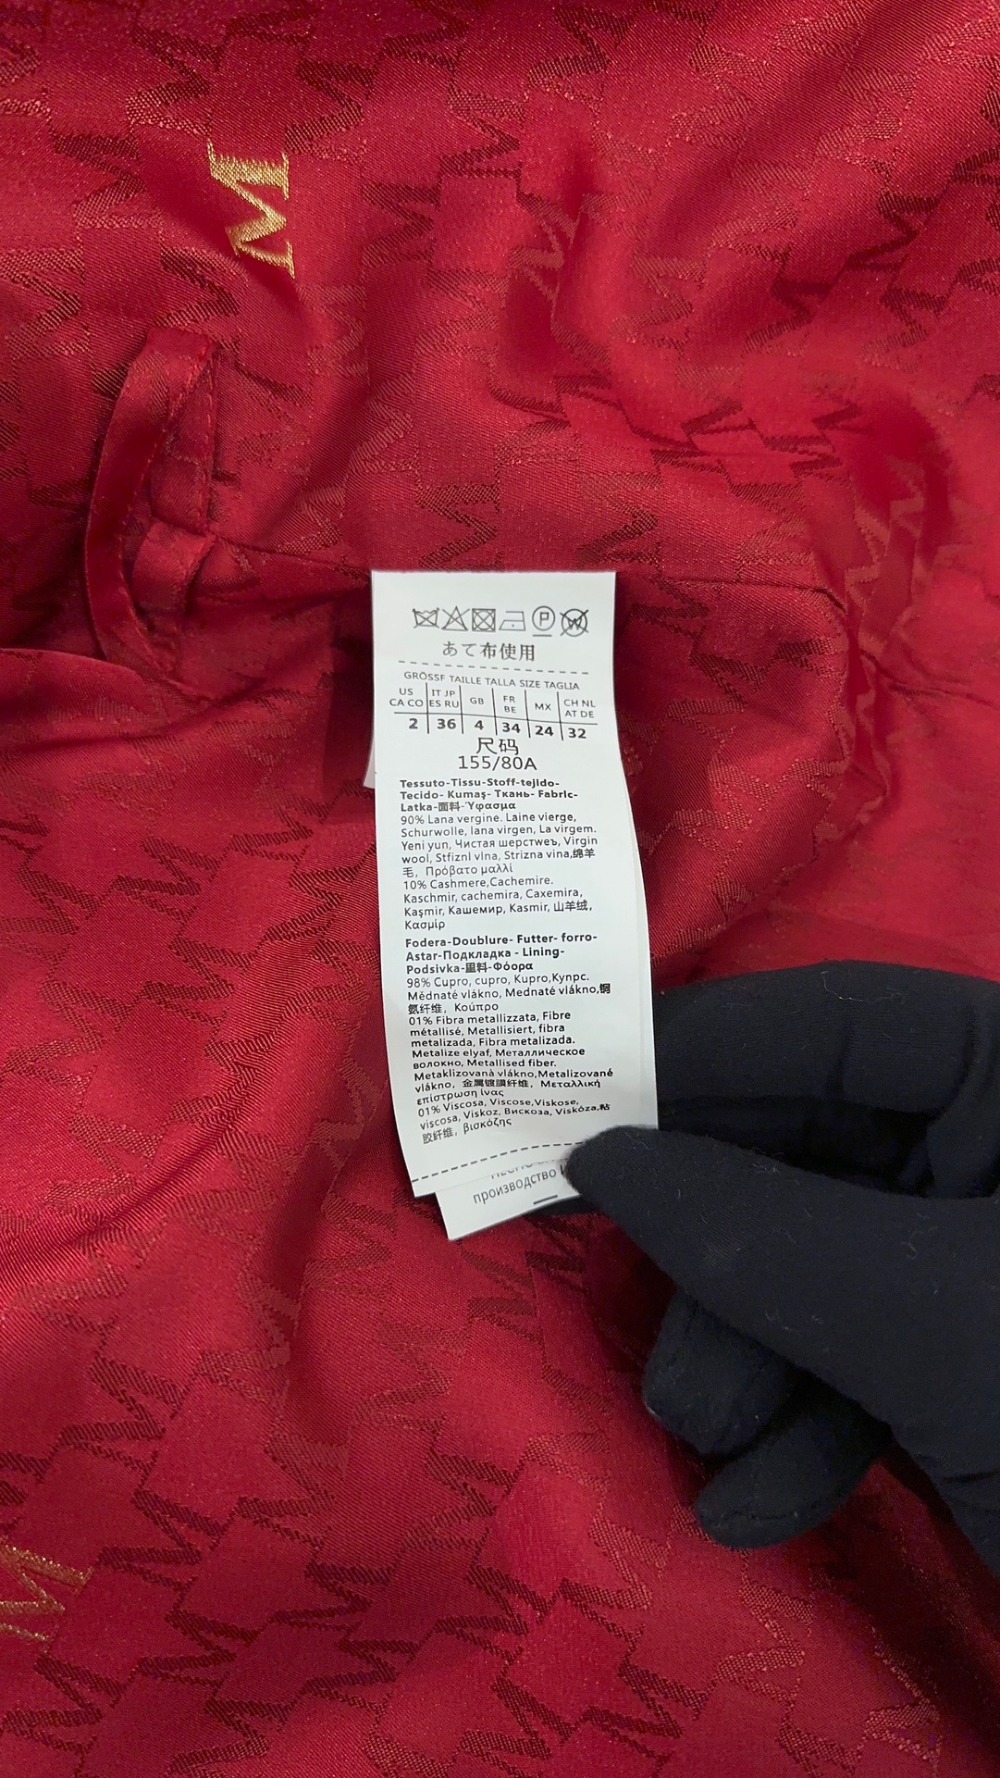 M
P W
あて布使用
GRÖSSF TAILLE TALLA SIZE TAGLIA
US CA CO IT JP ES RU GB FR BE MX CH NL AT DE
2 36 4 34 24 32
尺码
155/80A
Tessuto-Tissu-Stoff-tejido-
Tecido- Kumaş- Ткань- Fabric-
Latka-面料-Ύφασμα
90% Lana vergine. Laine vierge,
Schurwolle, lana virgen, La virgem.
Yeni yun, Чистая шерстwеъ, Virgin
wool, Stfiznl vlna, Strizna vina,绵羊
毛, Πρόβατο μαλλί
10% Cashmere,Cachemire.
Kaschmir, cachemira, Caxemira,
Kaşmir, Кашемир, Kasmir, 山羊绒,
Κασμίρ
Fodera-Doublure- Futter- forro-
Astar-Подкладка - Lining-
Podsivka-里料-Φόορα
98% Cupro, cupro, Kupro,Купрс.
Mědnaté vlákno, Mednaté vlákno,铜
氨纤维, Κούπρο
01% Fibra metallizzata, Fibre
métallisé, Metallisiert, fibra
metalizada, Fibra metalizada.
Metalize elyaf, Металлическое
волокно, Metallised fiber.
Metaklizovanà vlákno,Metalizované
vlákno, 金属镀膜纤维, Μεταλλική
επίστρωση ίνας
01% Viscosa, Viscose,Viskose,
viscosa, Viskoz, Вискоза, Viskóza,粘
胶纤维, βισκόζης
производство
M